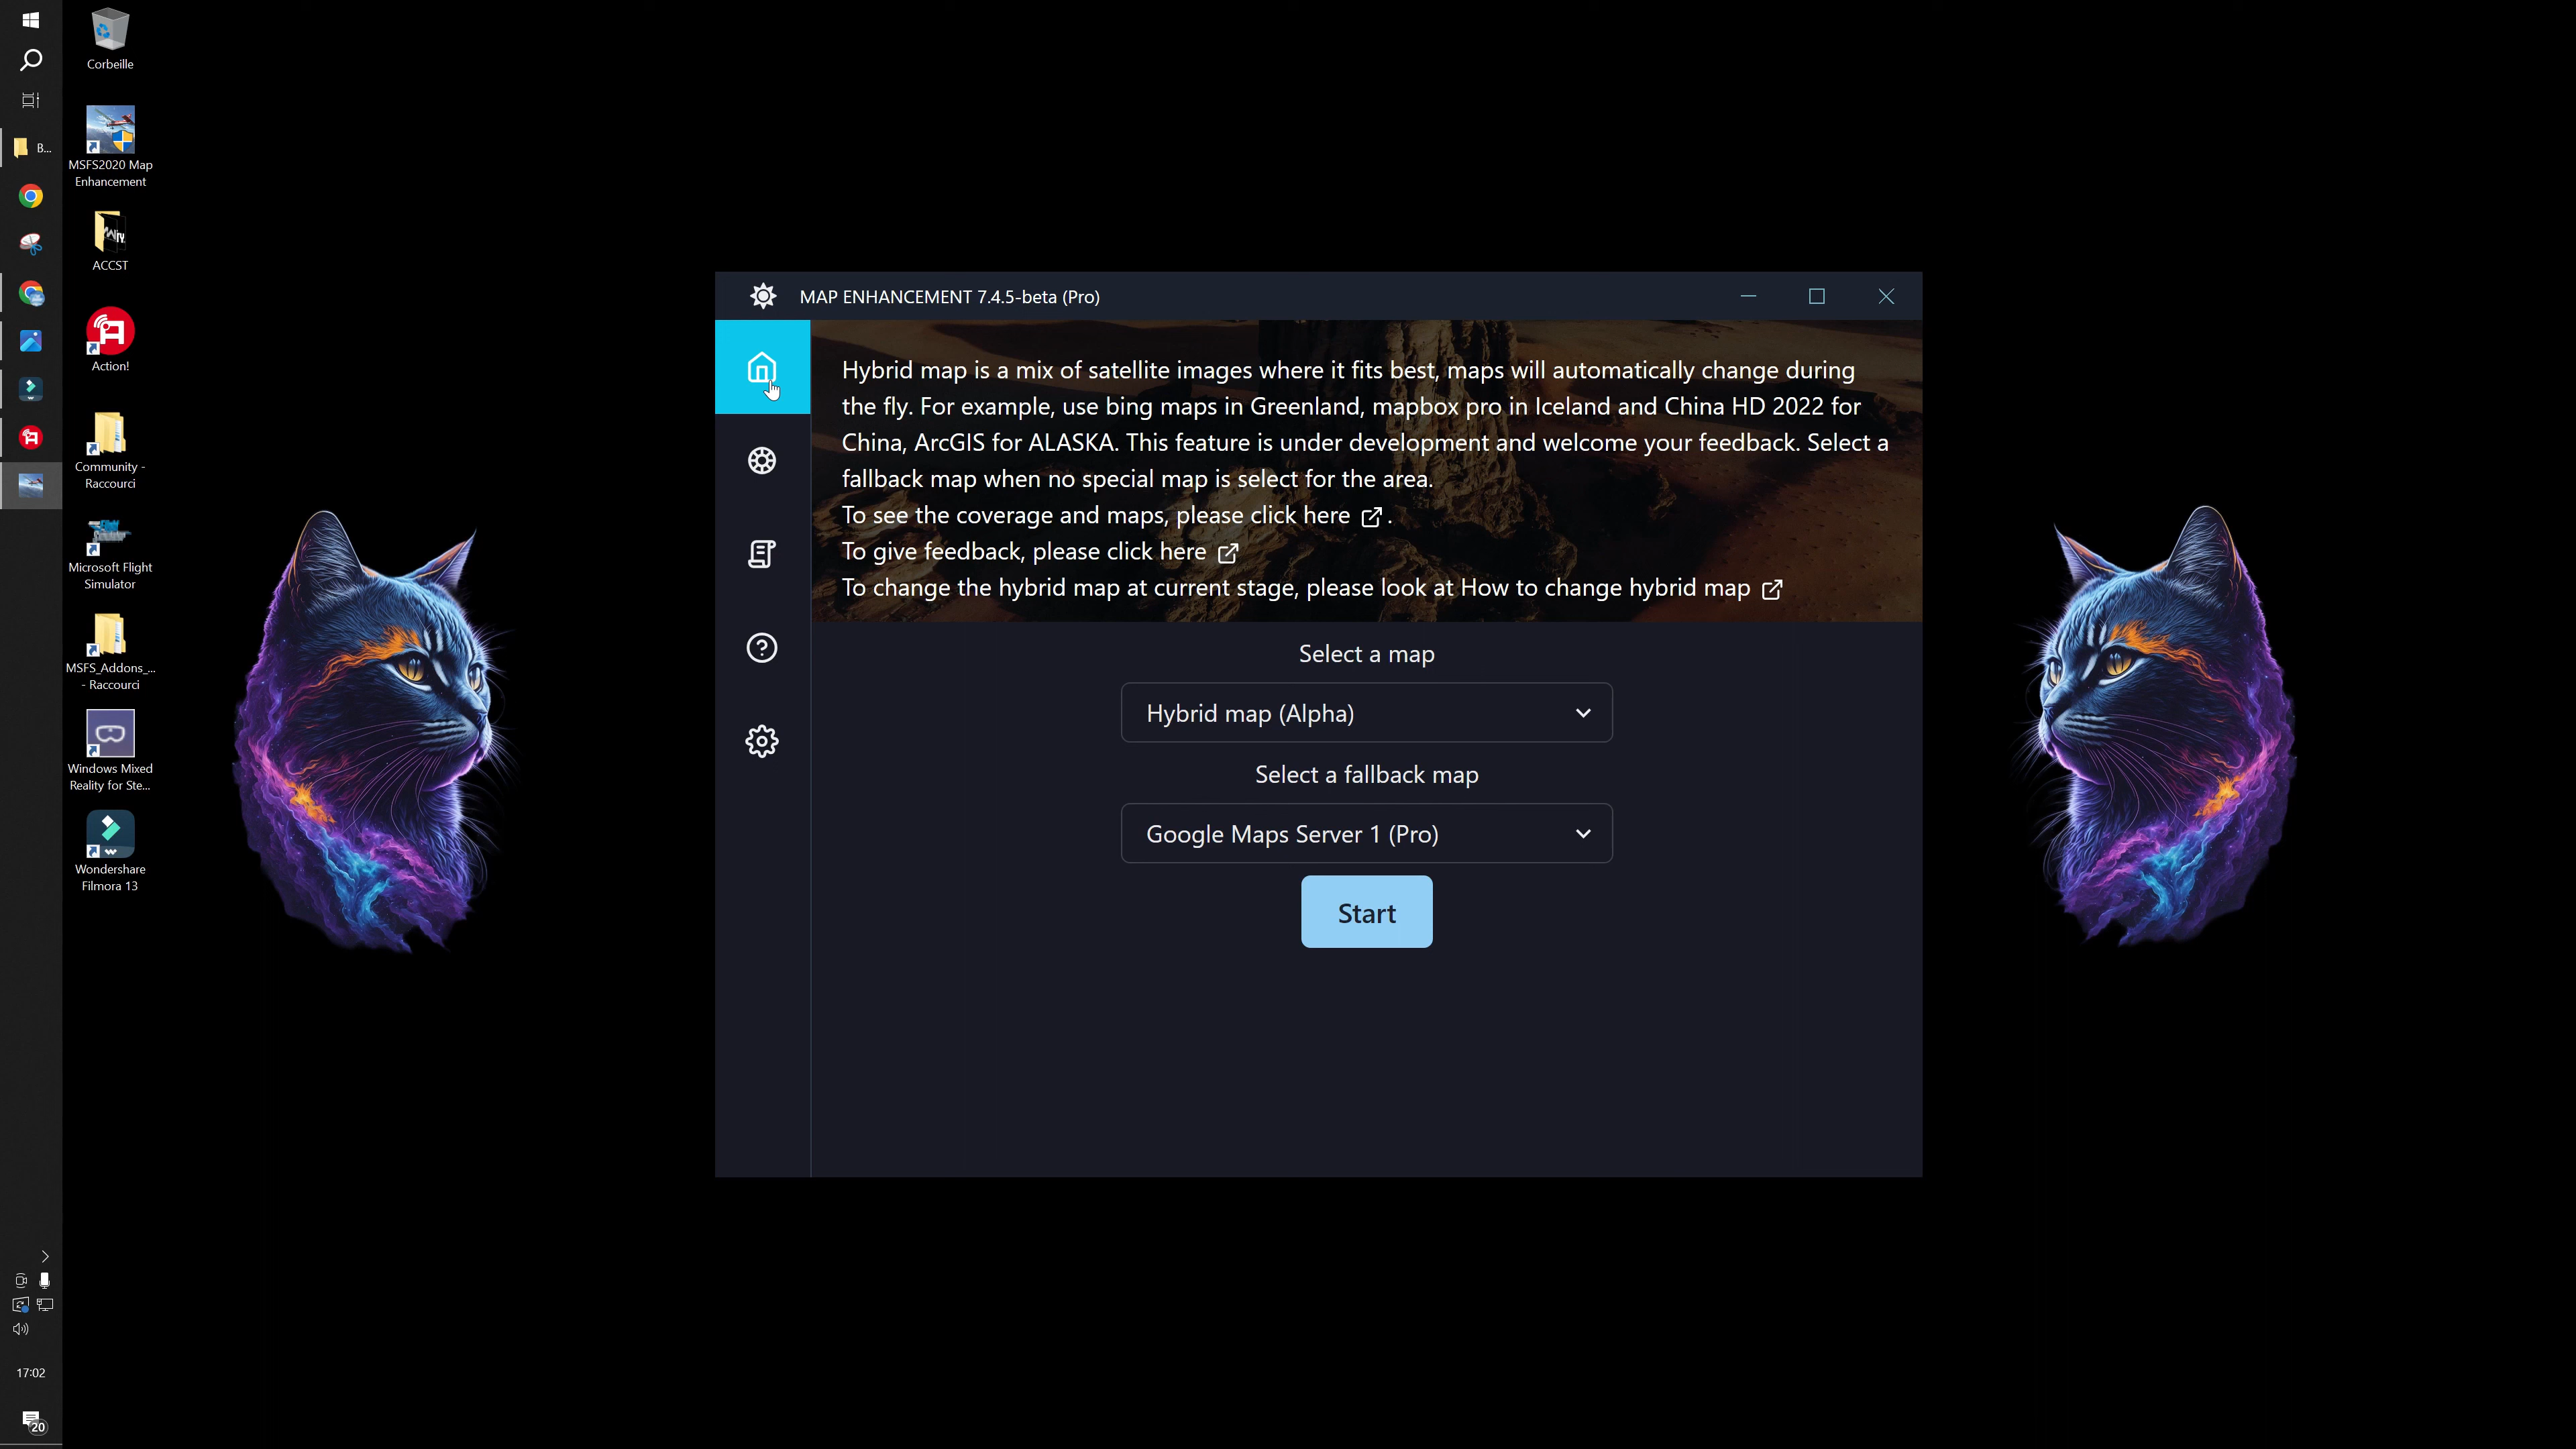 Corbeille
MSFS2020 Map
Enhancement
B...
ACCST
Action!
Community -
Raccourci
Microsoft Flight
Simulator
MSFS_Addons_...
- Raccourci
Windows Mixed
Reality for Ste...
Wondershare
Filmora 13
17:02
20
MAP ENHANCEMENT 7.4.5-beta (Pro)
Hybrid map is a mix of satellite images where it fits best, maps will automatically change during
the fly. For example, use bing maps in Greenland, mapbox pro in Iceland and China HD 2022 for
China, ArcGIS for ALASKA. This feature is under development and welcome your feedback. Select a
fallback map when no special map is select for the area.
To see the coverage and maps, please click here .
To give feedback, please click here
To change the hybrid map at current stage, please look at How to change hybrid map
Select a map
Hybrid map (Alpha)
Select a fallback map
Google Maps Server 1 (Pro)
Start